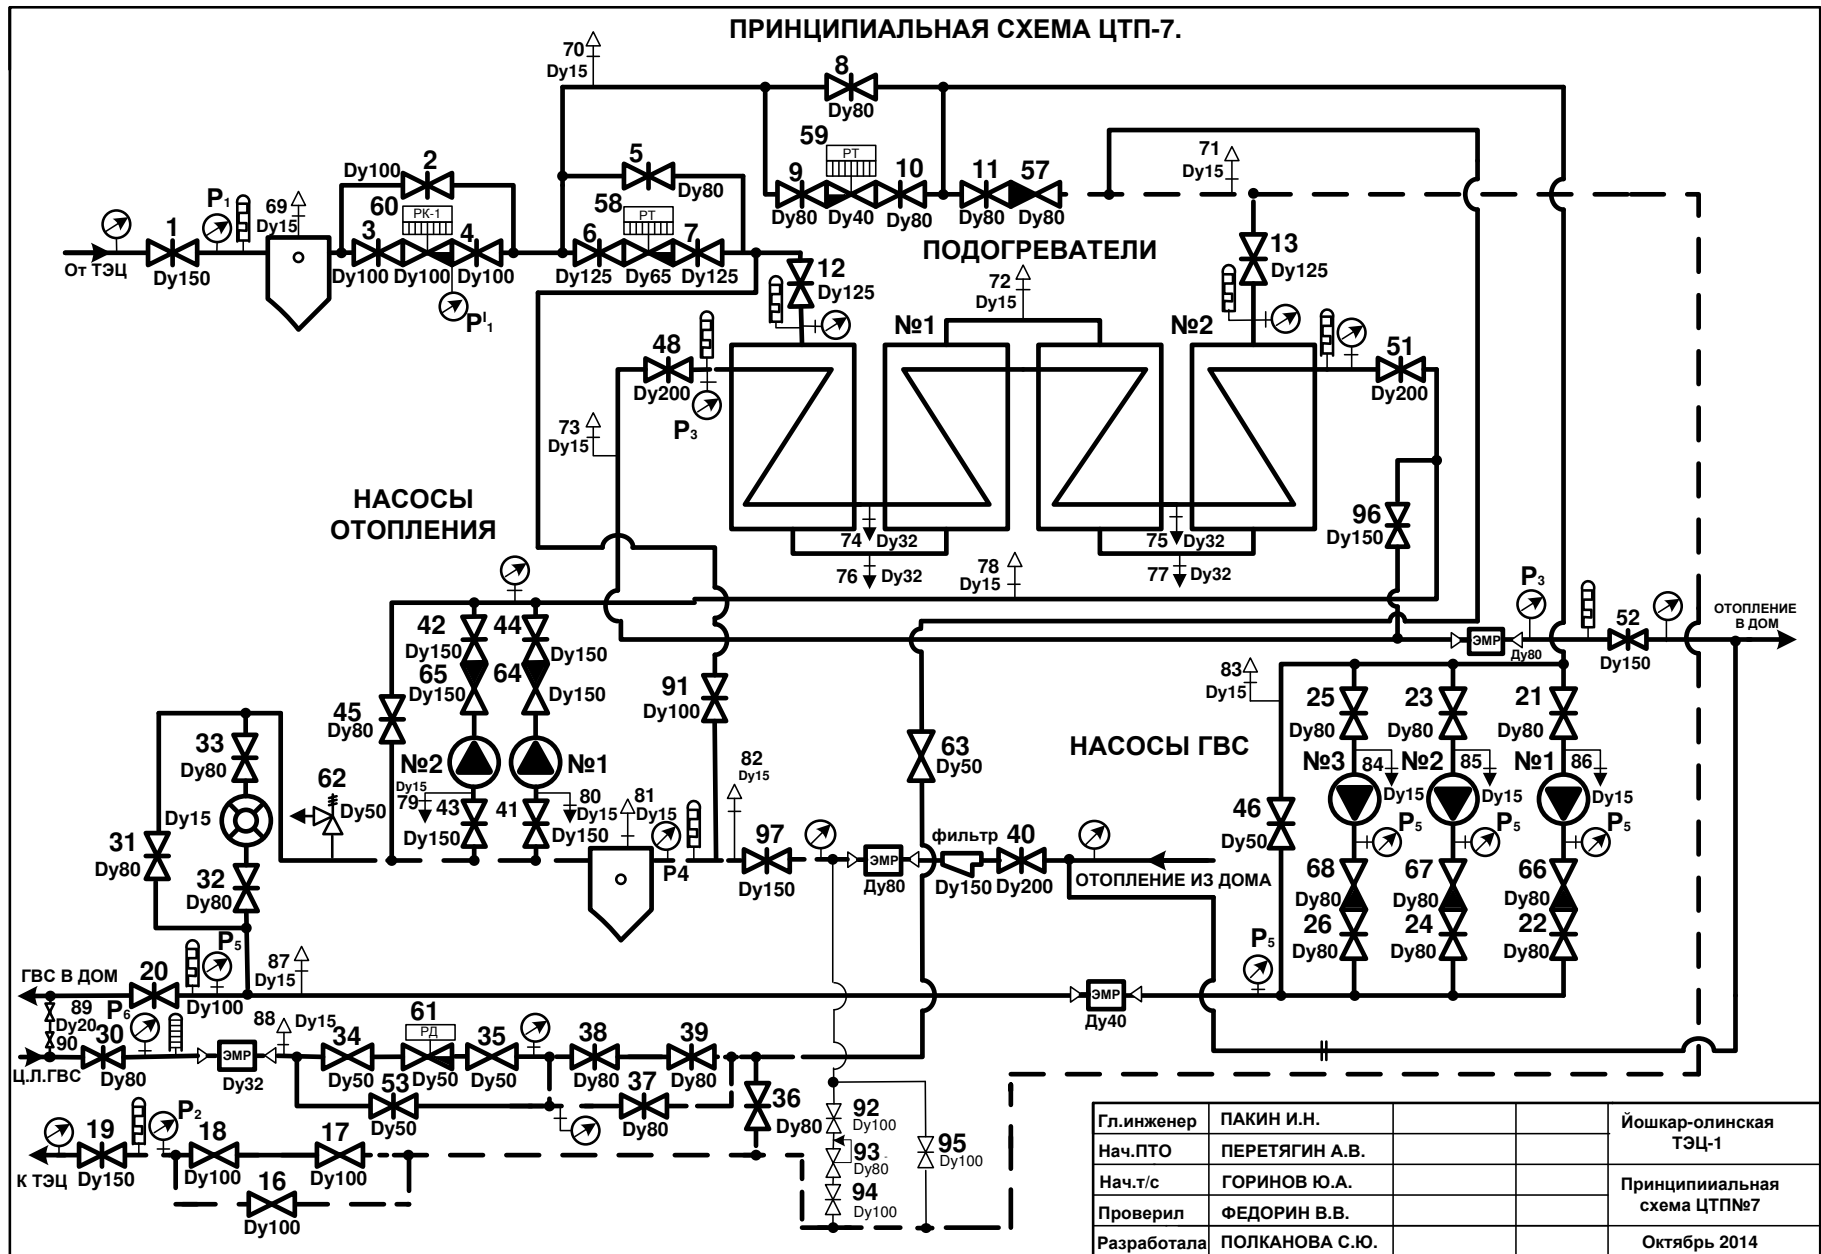 ПРИНЦИПИАЛЬНАЯ СХЕМА ЦТП-7.
70
Dy15
8
Dy80
59
РТ
9
Dy80
Dy40
10
Dy80
11
Dy80
57
Dy80
71
Dy15
5
Dy80
58
РТ
6
Dy125
Dy65
7
Dy125
2
Dy100
60
РК-1
3
Dy100
Dy100
4
Dy100
P₁
69
Dy15
1
Dy150
От ТЭЦ
Pᴵ₁
ПОДОГРЕВАТЕЛИ
12
Dy125
13
Dy125
72
Dy15
№1
№2
48
Dy200
P₃
51
Dy200
73
Dy15
НАСОСЫ
ОТОПЛЕНИЯ
74
Dy32
75
Dy32
76
Dy32
77
Dy32
78
Dy15
96
Dy150
42
Dy150
44
Dy150
65
Dy150
64
Dy150
45
Dy80
№2
№1
Dy15
79
43
Dy150
41
Dy150
80
Dy15
81
Dy15
91
Dy100
82
Dy15
P4
97
Dy150
ЭМР
Ду80
фильтр
Dy150
40
Dy200
ОТОПЛЕНИЕ ИЗ ДОМА
63
Dy50
P₃
ЭМР
Ду80
52
Dy150
ОТОПЛЕНИЕ
В ДОМ
НАСОСЫ ГВС
83
Dy15
25
Dy80
23
Dy80
21
Dy80
№3
84
Dy15
№2
85
Dy15
№1
86
Dy15
P₅
P₅
P₅
46
Dy50
68
Dy80
67
Dy80
66
Dy80
26
Dy80
24
Dy80
22
Dy80
P₅
33
Dy80
Dy15
62
Dy50
31
Dy80
32
Dy80
P₅
ГВС В ДОМ
20
Dy100
87
Dy15
ЭМР
Ду40
89
Dy20
90
P₆
30
Dy80
Ц.Л.ГВС
ЭМР
Dy32
88
Dy15
34
Dy50
61
РД
Dy50
35
Dy50
38
Dy80
39
Dy80
53
Dy50
37
Dy80
36
Dy80
P₂
19
Dy150
К ТЭЦ
18
Dy100
17
Dy100
16
Dy100
92
Dy100
93
Dy80
94
Dy100
95
Dy100
Гл.инженер ПАКИН И.Н.
Нач.ПТО ПЕРЕТЯГИН А.В.
Нач.т/с ГОРИНОВ Ю.А.
Проверил ФЕДОРИН В.В.
Разработала ПОЛКАНОВА С.Ю.
Йошкар-олинская
ТЭЦ-1
Принципииальная
схема ЦТП№7
Октябрь 2014